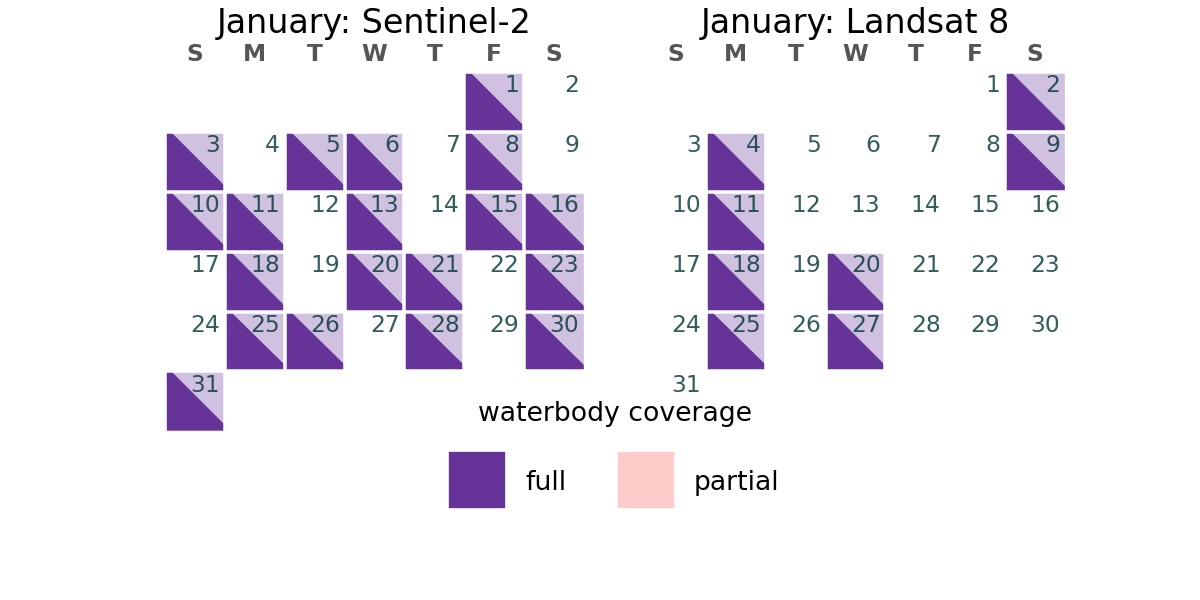 January: Sentinel-2
S M T W T F S
1 2
3 4 5 6 7 8 9
10 11 12 13 14 15 16
17 18 19 20 21 22 23
24 25 26 27 28 29 30
31
January: Landsat 8
S M T W T F S
1 2
3 4 5 6 7 8 9
10 11 12 13 14 15 16
17 18 19 20 21 22 23
24 25 26 27 28 29 30
31
waterbody coverage
full
partial